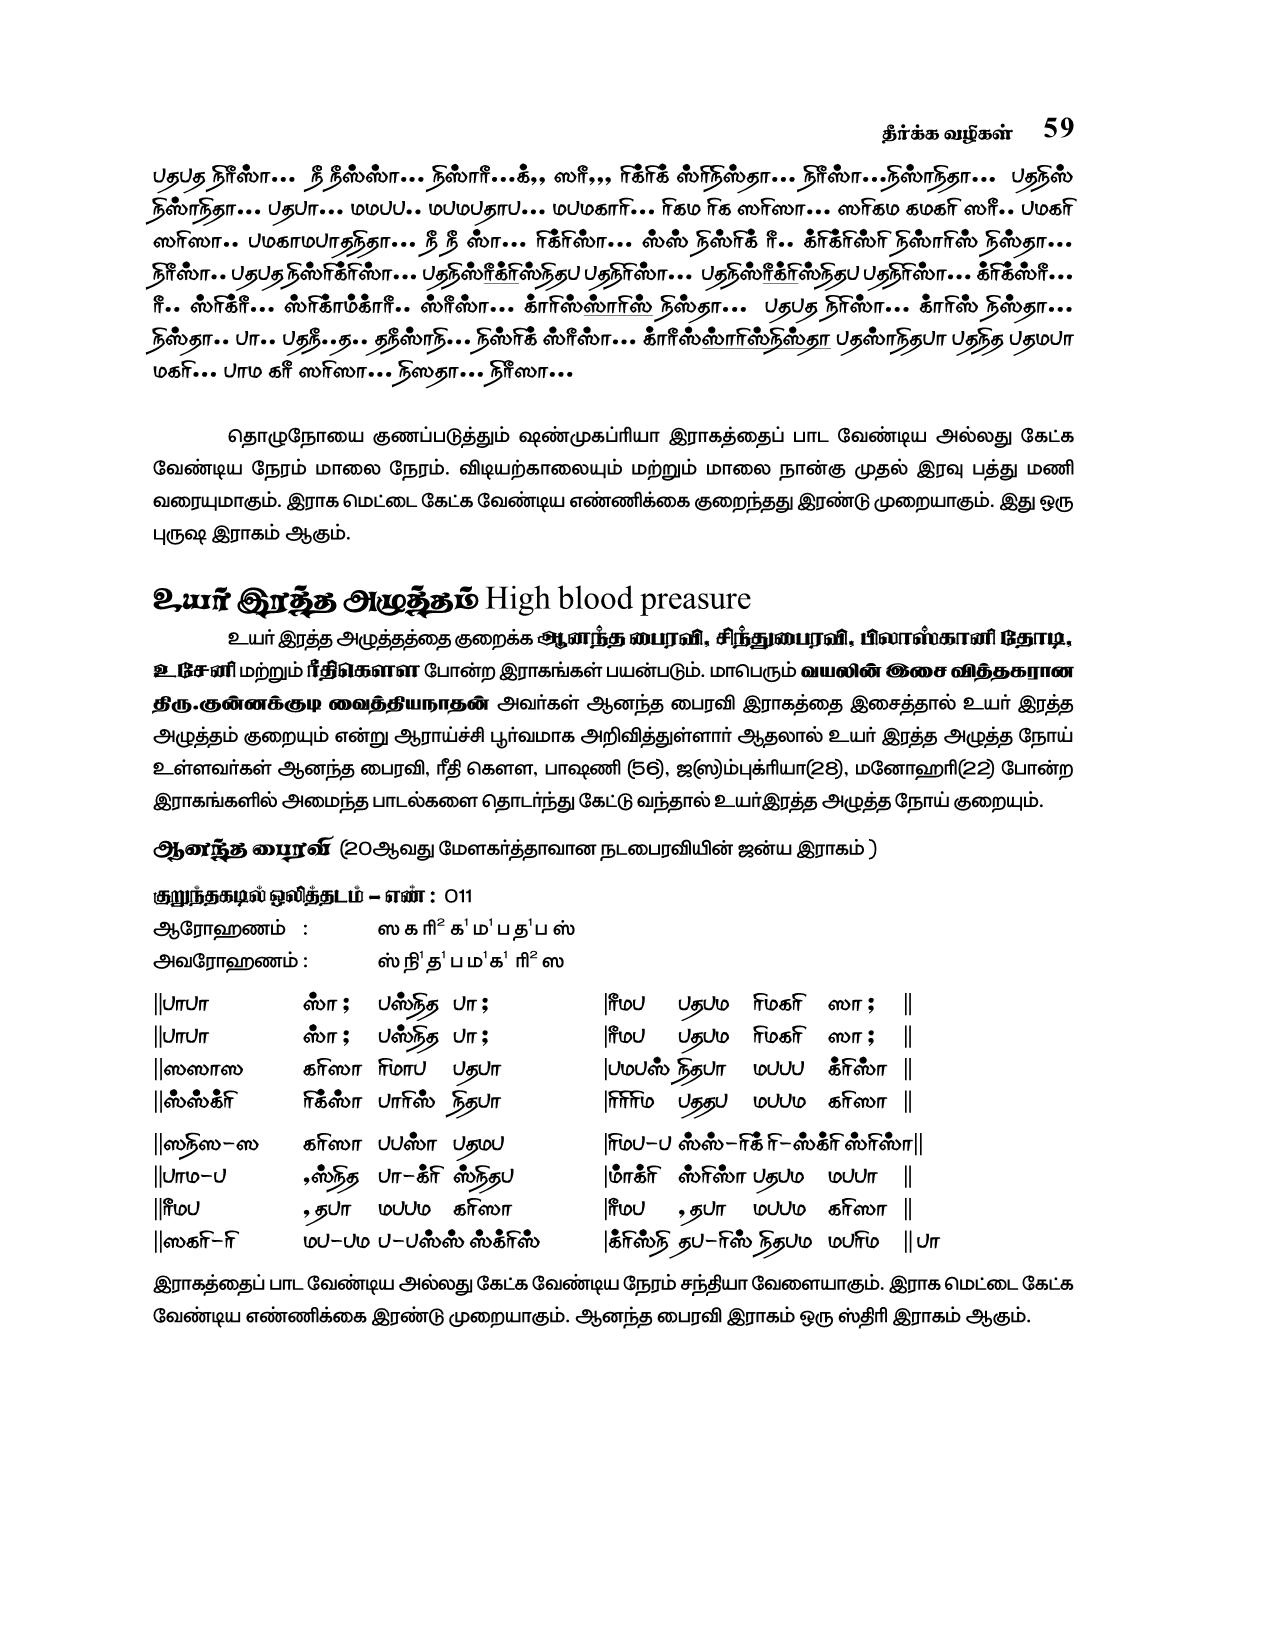 தீர்க்க வழிகள் 59
பதபத நிரீஸா... நீ நீஸ்ஸா... நிஸாரீ...க்,, ஸரீ,,, ரிக்ரிக் ஸ்ரிநிஸ்தா... நிரீஸா...நிஸாநிதா... பதநிஸ்
நிஸாநிதா... பதபா... மமபப.. மபமபதாப... மபமகாரி... ரிகம ரிக ஸரிஸா... ஸரிகம கமகரி ஸரீ.. பமகரி
ஸரிஸா.. பமகாமபாதநிதா... நீ நீ ஸா... ரிக்ரிஸா... ஸ்ஸ் நிஸ்ரிக் ரீ.. க்ரிக்ரிஸ்ரி நிஸ்ாரிஸ் நிஸ்தா...
நிரீஸா.. பதபத நிஸ்ரிக்ரிஸா... பதநிஸ்ரீக்ரிஸ்நிதப பதநிரிஸா... பதநிஸ்ரீக்ரிஸ்நிதப பதநிரிஸா... க்ரிக்ஸ்ரீ...
ரீ.. ஸ்ரிக்ரீ... ஸ்ரிகாம்க்ாரீ.. ஸ்ரீஸா... க்ாரிஸ்ஸ்ாரிஸ் நிஸ்தா... பதபத நிரிஸா... க்ாரிஸ் நிஸ்தா...
நிஸ்தா.. பா.. பதநீ..த.. தநீஸாநி... நிஸ்ரிக் ஸ்ரீஸா... க்ாரீஸ்ஸ்ாரிஸ்நிஸ்தா பதஸாநிதபா பதநித பதமபா
மகரி... பாம கரீ ஸரிஸா... நிஸதா... நிரீஸா...
தொழுநோயை குணப்படுத்தும் ஷண்முகப்ரியா இராகத்தைப் பாட வேண்டிய அல்லது கேட்க
வேண்டிய நேரம் மாலை நேரம். விடியற்காலையும் மற்றும் மாலை நான்கு முதல் இரவு பத்து மணி
வரையுமாகும். இராக மெட்டை கேட்க வேண்டிய எண்ணிக்கை குறைந்தது இரண்டு முறையாகும். இது ஒரு
புருஷ இராகம் ஆகும்.
உயர் இரத்த அழுத்தம் High blood preasure
உயர் இரத்த அழுத்தத்தை குறைக்க ஆனந்த பைரவி, சிந்துபைரவி, பிலாஸ்கானி தோடி,
உசேனி மற்றும் ரீதிகௌள போன்ற இராகங்கள் பயன்படும். மாபெரும் வயலின் இசை வித்தகரான
திரு.குன்னக்குடி வைத்தியநாதன் அவர்கள் ஆனந்த பைரவி இராகத்தை இசைத்தால் உயர் இரத்த
அழுத்தம் குறையும் என்று ஆராய்ச்சி பூர்வமாக அறிவித்துள்ளார் ஆதலால் உயர் இரத்த அழுத்த நோய்
உள்ளவர்கள் ஆனந்த பைரவி, ரீதி கௌள, பாஷணி (56), ஜ(ஸ)ம்புக்ரியா(28), மனோஹரி(22) போன்ற
இராகங்களில் அமைந்த பாடல்களை தொடர்ந்து கேட்டு வந்தால் உயர்இரத்த அழுத்த நோய் குறையும்.
ஆனந்த பைரவி (20ஆவது மேளகர்த்தாவான நடபைரவியின் ஜன்ய இராகம் )
குறுந்தகடில் ஒலித்தடம் – எண் : 011
ஆரோஹணம் : ஸ க ரி² க¹ ம¹ ப த¹ ப ஸ்
அவரோஹணம் : ஸ் நி¹ த¹ ப ம¹ க¹ ரி² ஸ
||பாபா ஸ்ா ; பஸ்நித பா ; |ரீமப பதபம ரிமகரி ஸா ; ||
||பாபா ஸ்ா ; பஸ்நித பா ; |ரீமப பதபம ரிமகரி ஸா ; ||
||ஸஸாஸ கரிஸா ரிமாப பதபா |பமபஸ் நிதபா மபபப க்ரிஸ்ா ||
||ஸ்ஸ்க்ரி ரிக்ஸ்ா பாரிஸ் நிதபா |ரிரிரிம பததப மபபம கரிஸா ||
||ஸநிஸ–ஸ கரிஸா பபஸ்ா பதமப |ரிமப–ப ஸ்ஸ்–ரிக் ரி–ஸ்க்ரி ஸ்ரிஸ்ா||
||பாம–ப ,ஸ்நித பா–க்ரி ஸ்நிதப |ம்ாக்ரி ஸ்ரிஸ்ா பதபம மபபா ||
||ரீமப , தபா மபபம கரிஸா |ரீமப , தபா மபபம கரிஸா ||
||ஸகரி–ரி மப–பம ப–பஸ்ஸ் ஸ்க்ரிஸ் |க்ரிஸ்நி தப–ரிஸ் நிதபம மபரிம || பா
இராகத்தைப் பாட வேண்டிய அல்லது கேட்க வேண்டிய நேரம் சந்தியா வேளையாகும். இராக மெட்டை கேட்க
வேண்டிய எண்ணிக்கை இரண்டு முறையாகும். ஆனந்த பைரவி இராகம் ஒரு ஸ்திரி இராகம் ஆகும்.